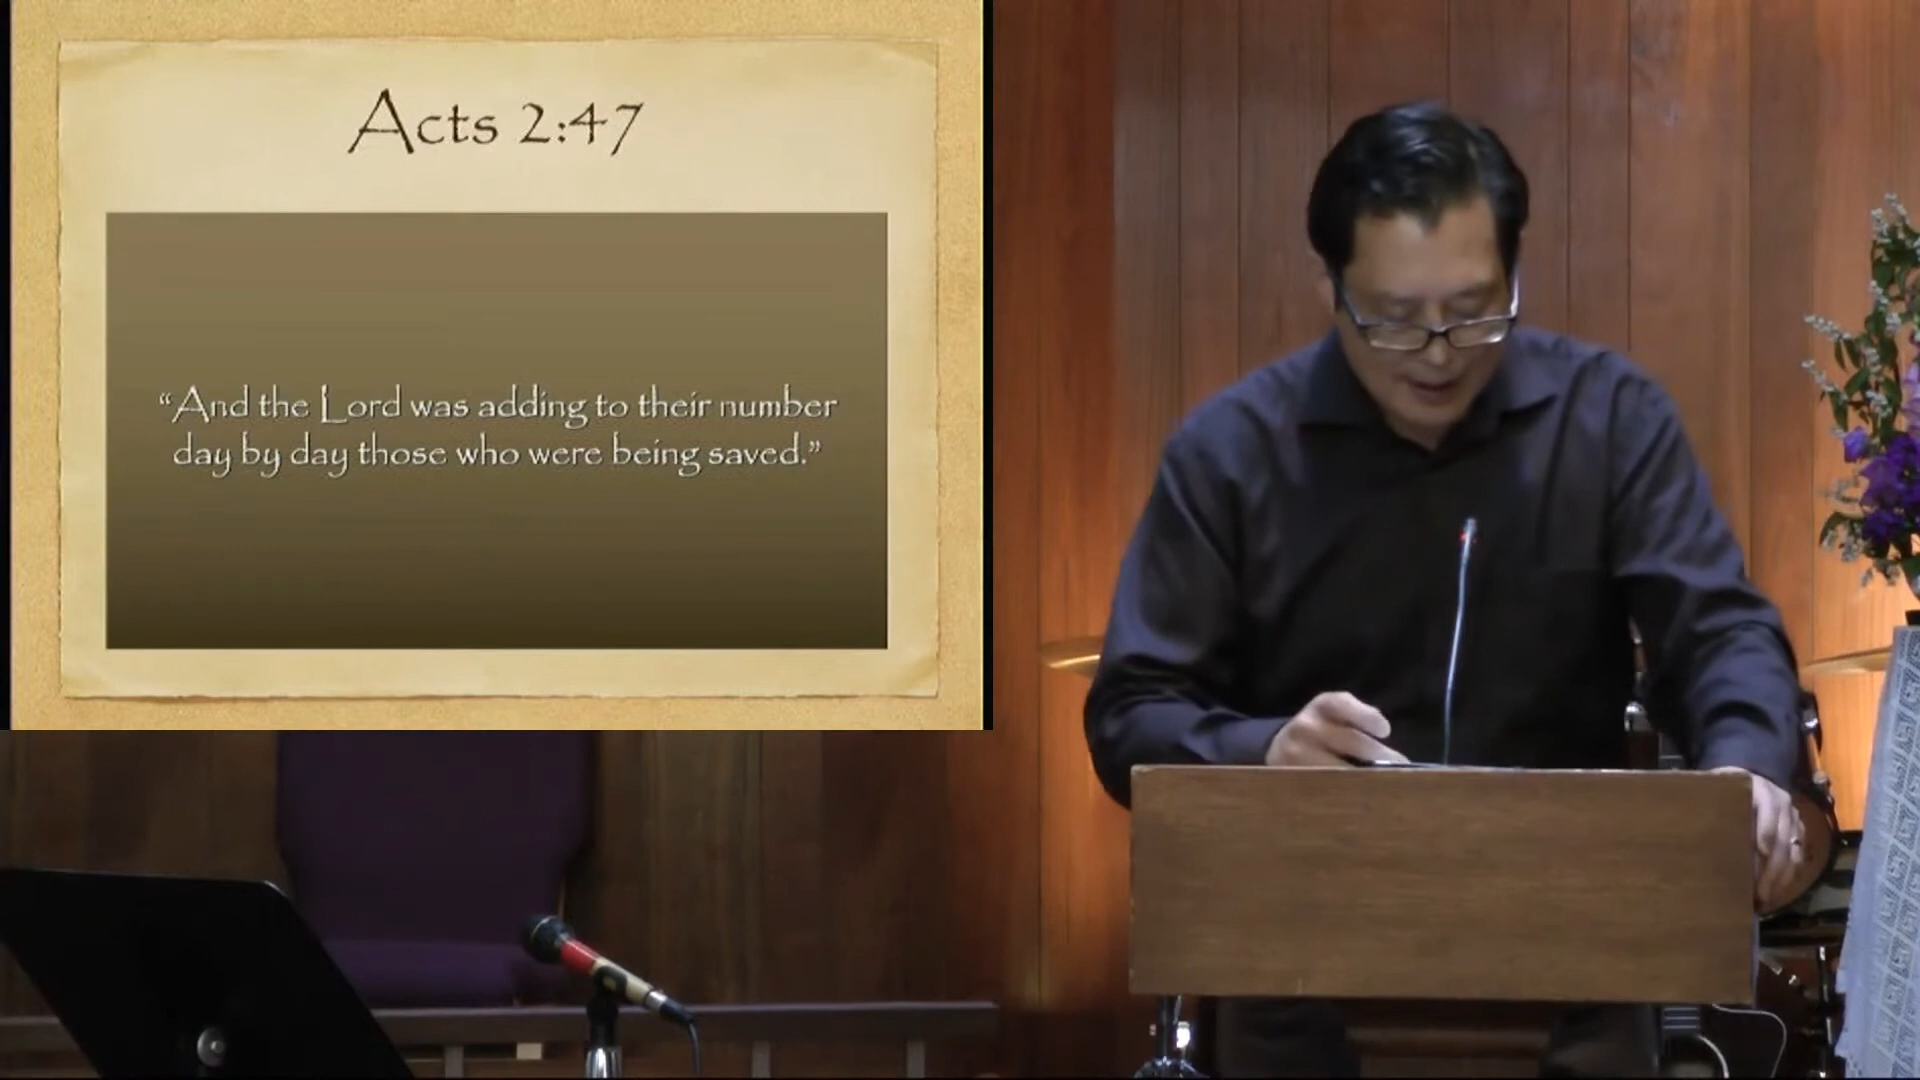 Acts 2:47
“And the Lord was adding to their number
day by day those who were being saved.”